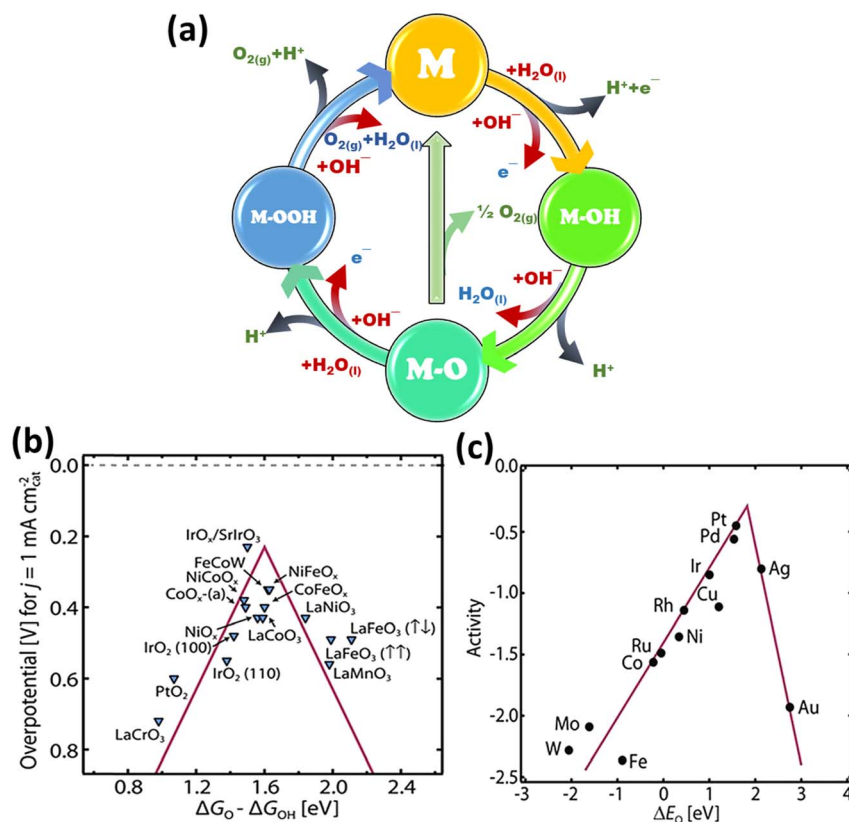 (a)
M
O₂(g)+H⁺
+H₂O(l)
H⁺+e⁻
+OH⁻
O₂(g)+H₂O(l)
+OH⁻
e⁻
M-OOH
½ O₂(g)
M-OH
e⁻
H₂O(l)
+OH⁻
H⁺
+OH⁻
+H₂O(l)
M-O
H⁺
(b)
Overpotential [V] for j = 1 mA cm⁻²cat
0.0
0.2
0.4
0.6
0.8
IrOₓ/SrIrO₃
FeCoW
NiFeOₓ
NiCoOₓ
CoFeOₓ
CoOₓ-(a)
LaNiO₃
NiOₓ
LaFeO₃ (↑↓)
LaCoO₃
IrO₂ (100)
LaFeO₃ (↑↑)
IrO₂ (110)
LaMnO₃
PtO₂
LaCrO₃
0.8 1.2 1.6 2.0 2.4
ΔG_O - ΔG_OH [eV]
(c)
Activity
0.0
-0.5
-1.0
-1.5
-2.0
-2.5
Pt
Pd
Ir
Ag
Cu
Rh
Ni
Ru
Co
Au
Mo
W
Fe
-3 -2 -1 0 1 2 3 4
ΔE_O [eV]